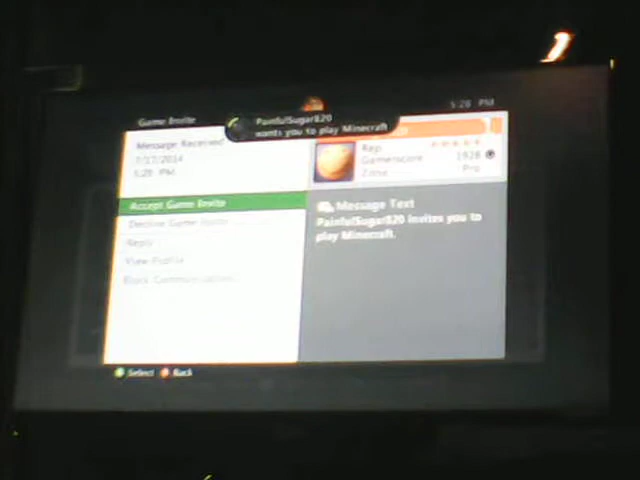 Game Invite
PainfulSugar820
wants you to play Minecraft
5:28 PM
Message Received
7/17/2014
5:28 PM
Rep
Gamerscore 1928
Zone Pro
Accept Game Invite
Decline Game Invite
Reply
View Profile
Block Communications
Message Text
PainfulSugar820 invites you to
play Minecraft.
Select
Back